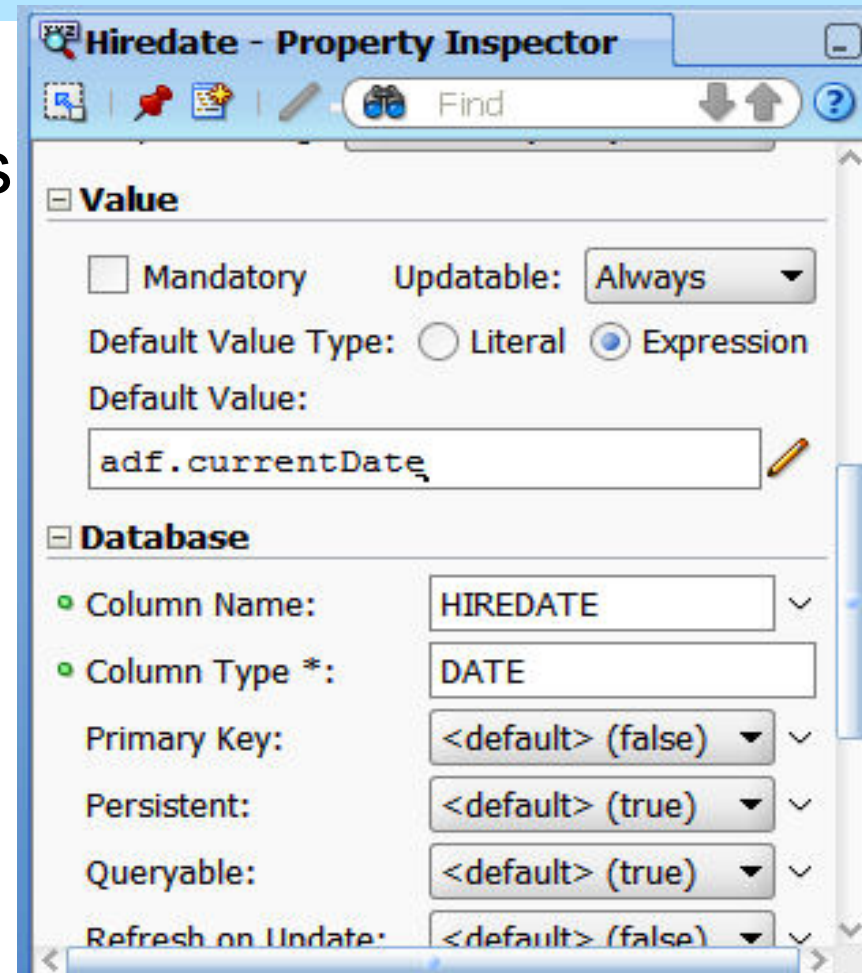 Hiredate - Property Inspector
Find
s
Value
Mandatory Updatable: Always
Default Value Type: Literal Expression
Default Value:
adf.currentDate
Database
Column Name: HIREDATE
Column Type *: DATE
Primary Key: <default> (false)
Persistent: <default> (true)
Queryable: <default> (true)
Refresh on Update: <default> (false)